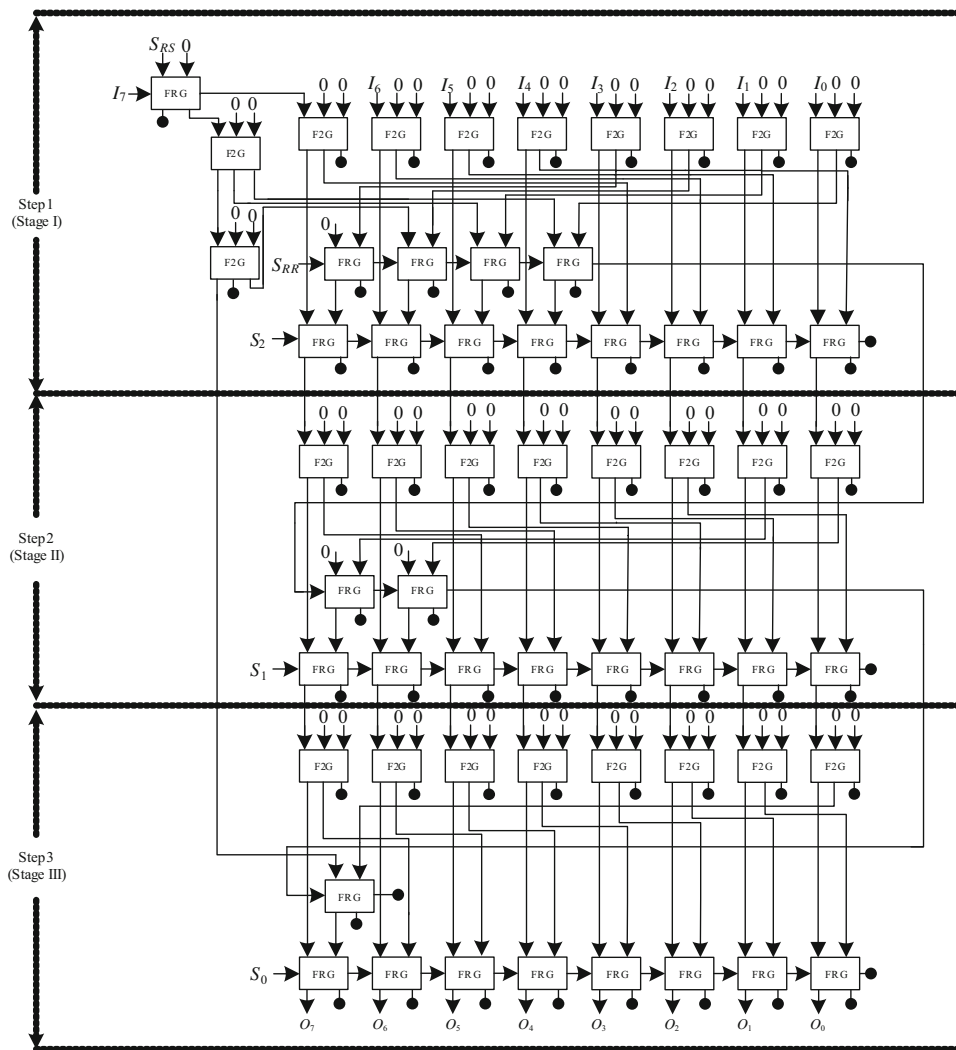 S_RS 0
I_7 FRG 0 0 I_6 0 0 I_5 0 0 I_4 0 0 I_3 0 0 I_2 0 0 I_1 0 0 I_0 0 0
0 0
F2G F2G F2G F2G F2G F2G F2G F2G
F2G
Step 1
(Stage I)
0 0 0
F2G S_RR FRG FRG FRG FRG
S_2 FRG FRG FRG FRG FRG FRG FRG FRG
0 0 0 0 0 0 0 0 0 0 0 0 0 0 0 0
F2G F2G F2G F2G F2G F2G F2G F2G
Step 2
(Stage II)
0 0
FRG FRG
S_1 FRG FRG FRG FRG FRG FRG FRG FRG
0 0 0 0 0 0 0 0 0 0 0 0 0 0 0 0
F2G F2G F2G F2G F2G F2G F2G F2G
Step 3
(Stage III)
FRG
S_0 FRG FRG FRG FRG FRG FRG FRG FRG
O_7 O_6 O_5 O_4 O_3 O_2 O_1 O_0